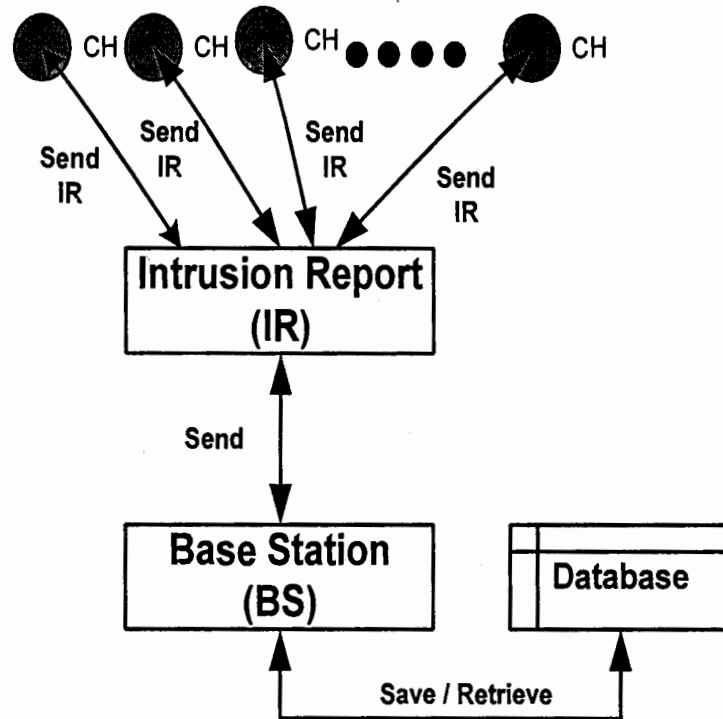 CH
CH
CH
CH
Send
IR
Send
IR
Send
IR
Send
IR
Intrusion Report
(IR)
Send
Base Station
(BS)
Database
Save / Retrieve